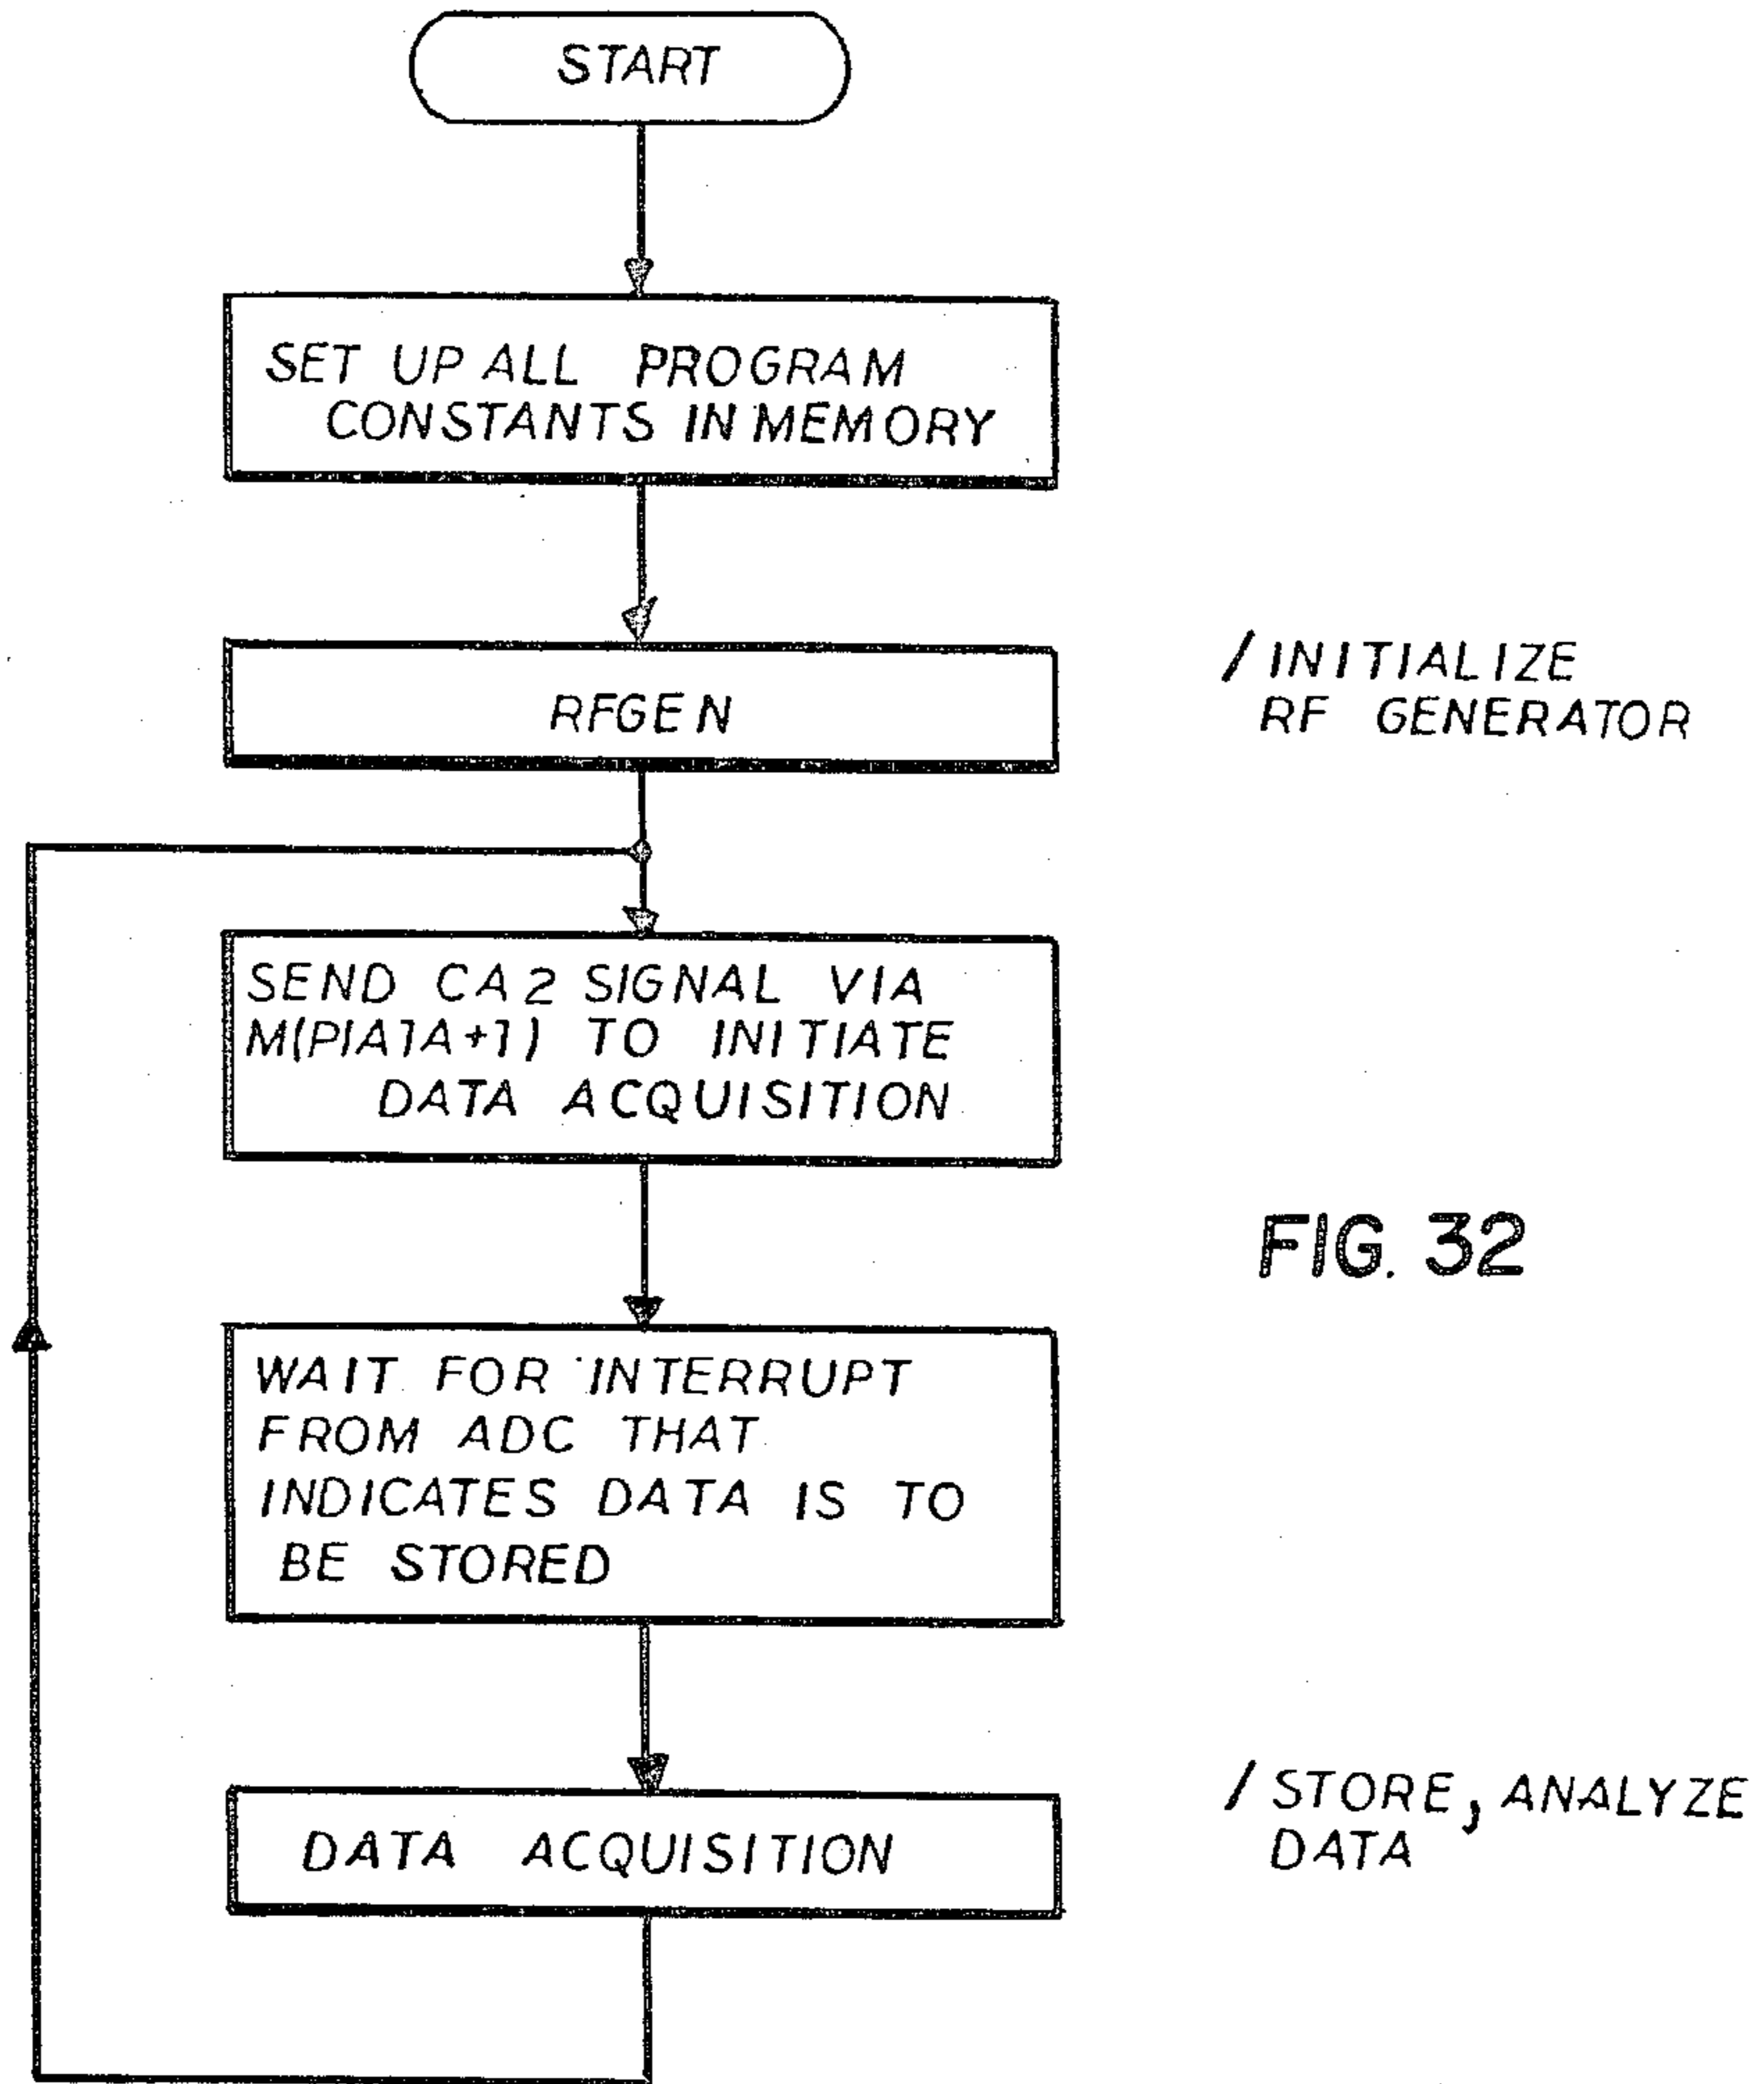 START
SET UP ALL PROGRAM
CONSTANTS IN MEMORY
RFGEN
/ INITIALIZE
RF GENERATOR
SEND CA2 SIGNAL VIA
M(PIA1A+1) TO INITIATE
DATA ACQUISITION
FIG. 32
WAIT FOR INTERRUPT
FROM ADC THAT
INDICATES DATA IS TO
BE STORED
DATA ACQUISITION
/ STORE, ANALYZE
DATA